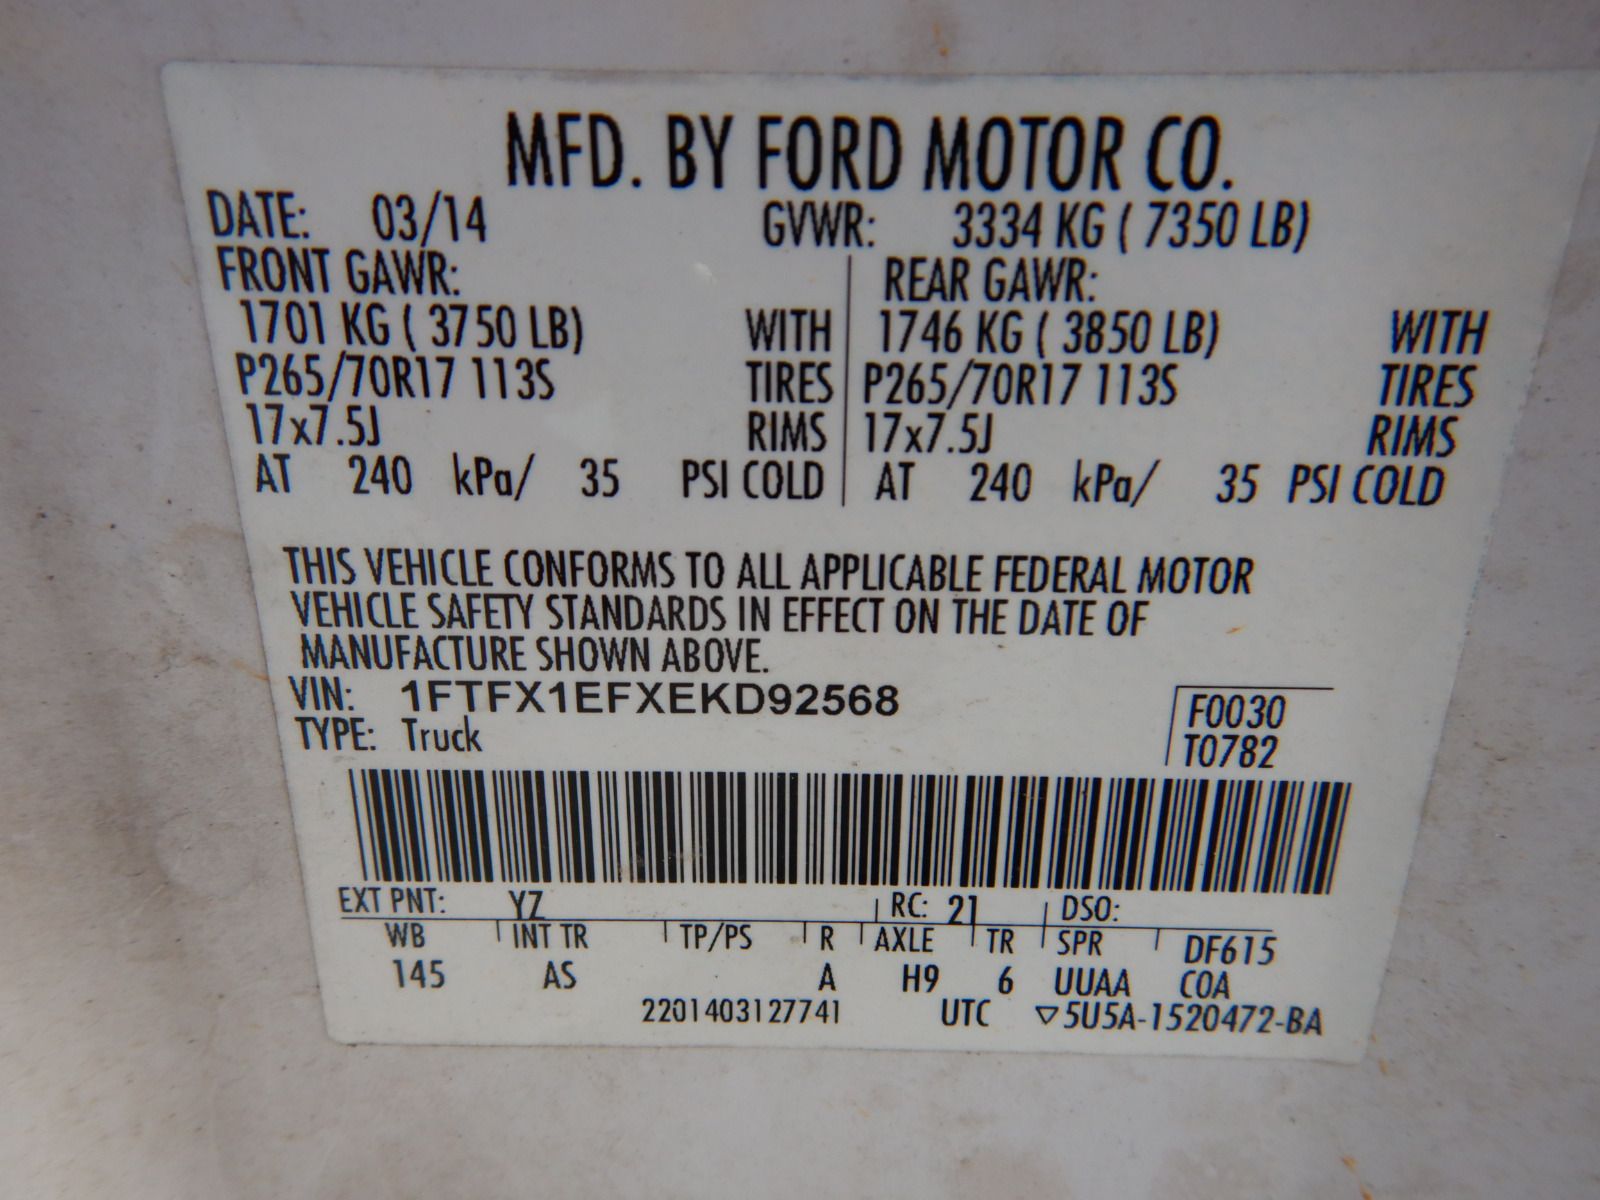 MFD. BY FORD MOTOR CO.
DATE: 03/14 GVWR: 3334 KG ( 7350 LB)
FRONT GAWR: REAR GAWR:
1701 KG ( 3750 LB) WITH 1746 KG ( 3850 LB) WITH
P265/70R17 113S TIRES P265/70R17 113S TIRES
17x7.5J RIMS 17x7.5J RIMS
AT 240 kPa/ 35 PSI COLD AT 240 kPa/ 35 PSI COLD
THIS VEHICLE CONFORMS TO ALL APPLICABLE FEDERAL MOTOR
VEHICLE SAFETY STANDARDS IN EFFECT ON THE DATE OF
MANUFACTURE SHOWN ABOVE.
VIN: 1FTFX1EFXEKD92568 F0030
TYPE: Truck T0782
EXT PNT: YZ RC: 21 DSO:
WB INT TR TP/PS R AXLE TR SPR DF615
145 AS A H9 6 UUAA C0A
2201403127741 UTC ▽5U5A-1520472-BA